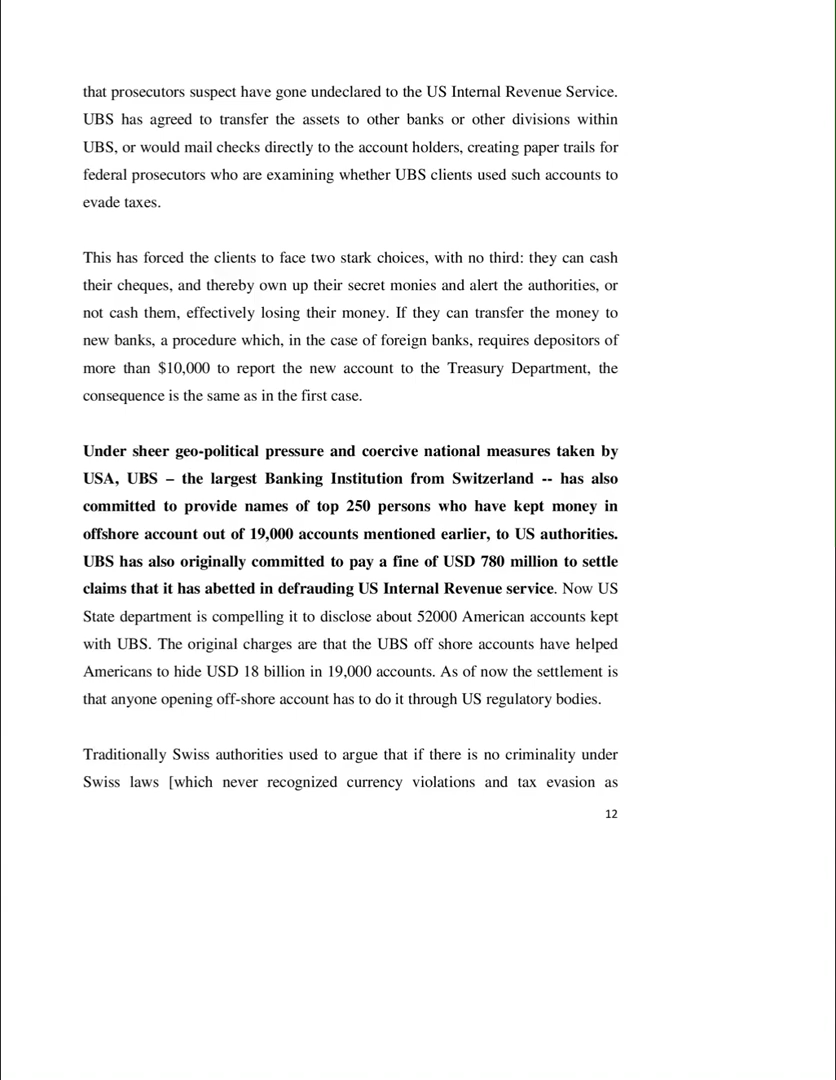 that prosecutors suspect have gone undeclared to the US Internal Revenue Service.
UBS has agreed to transfer the assets to other banks or other divisions within
UBS, or would mail checks directly to the account holders, creating paper trails for
federal prosecutors who are examining whether UBS clients used such accounts to
evade taxes.
This has forced the clients to face two stark choices, with no third: they can cash
their cheques, and thereby own up their secret monies and alert the authorities, or
not cash them, effectively losing their money. If they can transfer the money to
new banks, a procedure which, in the case of foreign banks, requires depositors of
more than $10,000 to report the new account to the Treasury Department, the
consequence is the same as in the first case.
Under sheer geo-political pressure and coercive national measures taken by
USA, UBS – the largest Banking Institution from Switzerland -- has also
committed to provide names of top 250 persons who have kept money in
offshore account out of 19,000 accounts mentioned earlier, to US authorities.
UBS has also originally committed to pay a fine of USD 780 million to settle
claims that it has abetted in defrauding US Internal Revenue service. Now US
State department is compelling it to disclose about 52000 American accounts kept
with UBS. The original charges are that the UBS off shore accounts have helped
Americans to hide USD 18 billion in 19,000 accounts. As of now the settlement is
that anyone opening off-shore account has to do it through US regulatory bodies.
Traditionally Swiss authorities used to argue that if there is no criminality under
Swiss laws [which never recognized currency violations and tax evasion as
12